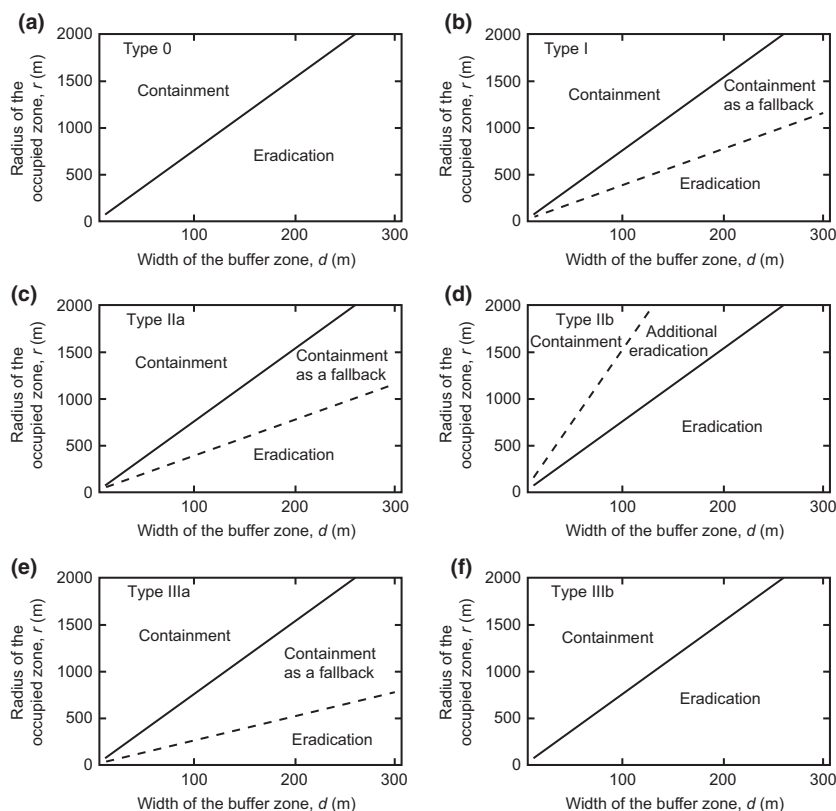 (a)
2000
1500
1000
500
0
Radius of the
occupied zone, r (m)
Type 0
Containment
Eradication
100
200
300
Width of the buffer zone, d (m)
(b)
2000
1500
1000
500
0
Radius of the
occupied zone, r (m)
Type I
Containment
Containment
as a fallback
Eradication
100
200
300
Width of the buffer zone, d (m)
(c)
2000
1500
1000
500
0
Radius of the
occupied zone, r (m)
Type IIa
Containment
Containment
as a fallback
Eradication
100
200
300
Width of the buffer zone, d (m)
(d)
2000
1500
1000
500
0
Radius of the
occupied zone, r (m)
Type IIb
Containment
Additional
eradication
Eradication
100
200
300
Width of the buffer zone, d (m)
(e)
2000
1500
1000
500
0
Radius of the
occupied zone, r (m)
Type IIIa
Containment
Containment
as a fallback
Eradication
100
200
300
Width of the buffer zone, d (m)
(f)
2000
1500
1000
500
0
Radius of the
occupied zone, r (m)
Type IIIb
Containment
Eradication
100
200
300
Width of the buffer zone, d (m)